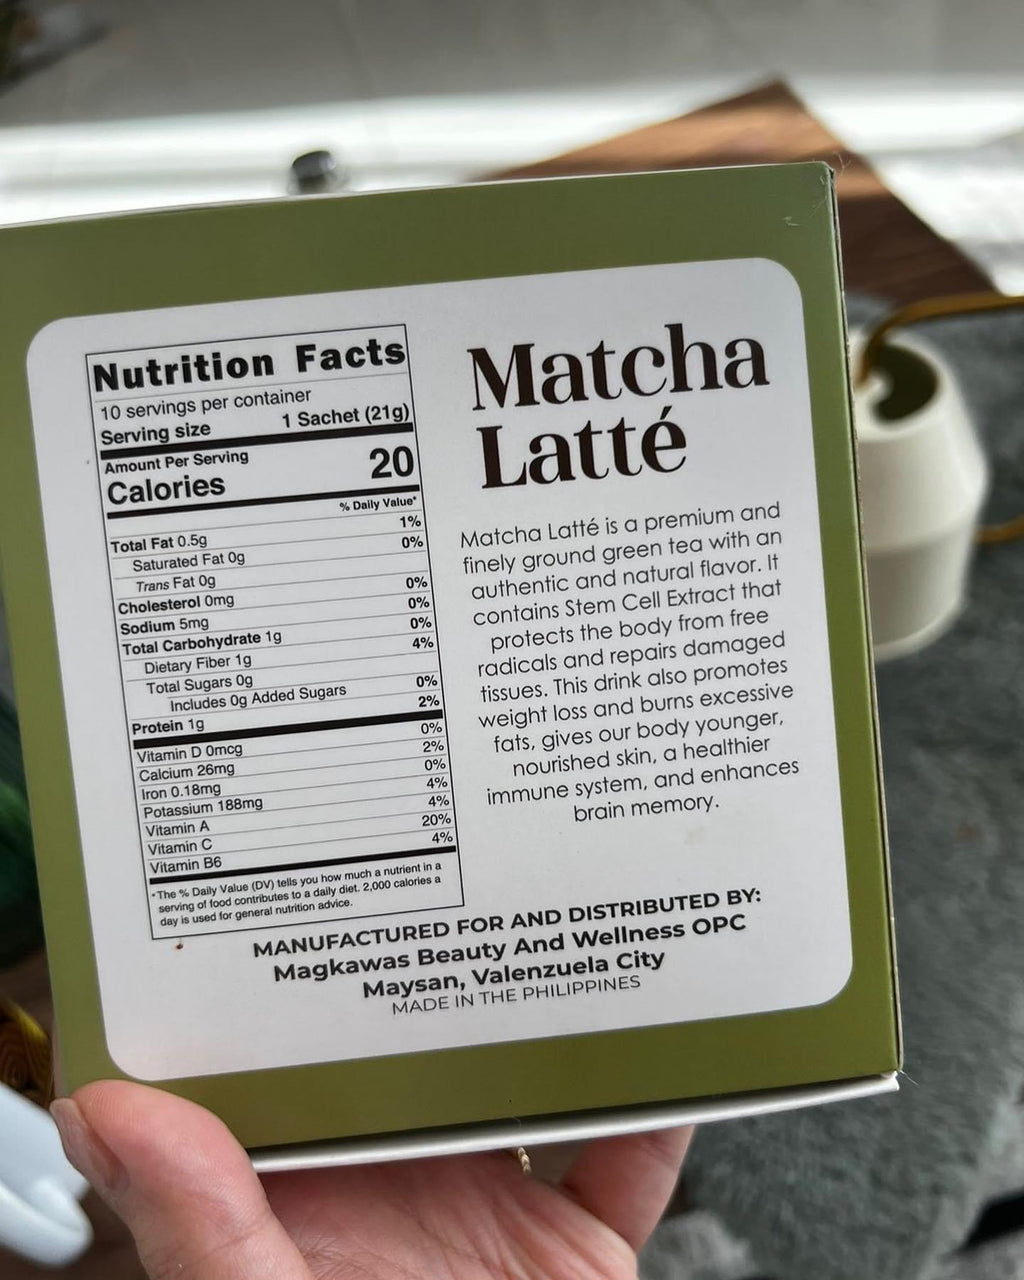 Nutrition Facts
10 servings per container
Serving size 1 Sachet (21g)
Amount Per Serving
Calories 20
% Daily Value*
Total Fat 0.5g 1%
Saturated Fat 0g 0%
Trans Fat 0g
Cholesterol 0mg 0%
Sodium 5mg 0%
Total Carbohydrate 1g 0%
Dietary Fiber 1g 4%
Total Sugars 0g
Includes 0g Added Sugars 0%
Protein 1g 2%
Vitamin D 0mcg 0%
Calcium 26mg 2%
Iron 0.18mg 0%
Potassium 188mg 4%
Vitamin A 4%
Vitamin C 20%
Vitamin B6 4%
*The % Daily Value (DV) tells you how much a nutrient in a
serving of food contributes to a daily diet. 2,000 calories a
day is used for general nutrition advice.
Matcha
Latté
Matcha Latté is a premium and
finely ground green tea with an
authentic and natural flavor. It
contains Stem Cell Extract that
protects the body from free
radicals and repairs damaged
tissues. This drink also promotes
weight loss and burns excessive
fats, gives our body younger,
nourished skin, a healthier
immune system, and enhances
brain memory.
MANUFACTURED FOR AND DISTRIBUTED BY:
Magkawas Beauty And Wellness OPC
Maysan, Valenzuela City
MADE IN THE PHILIPPINES